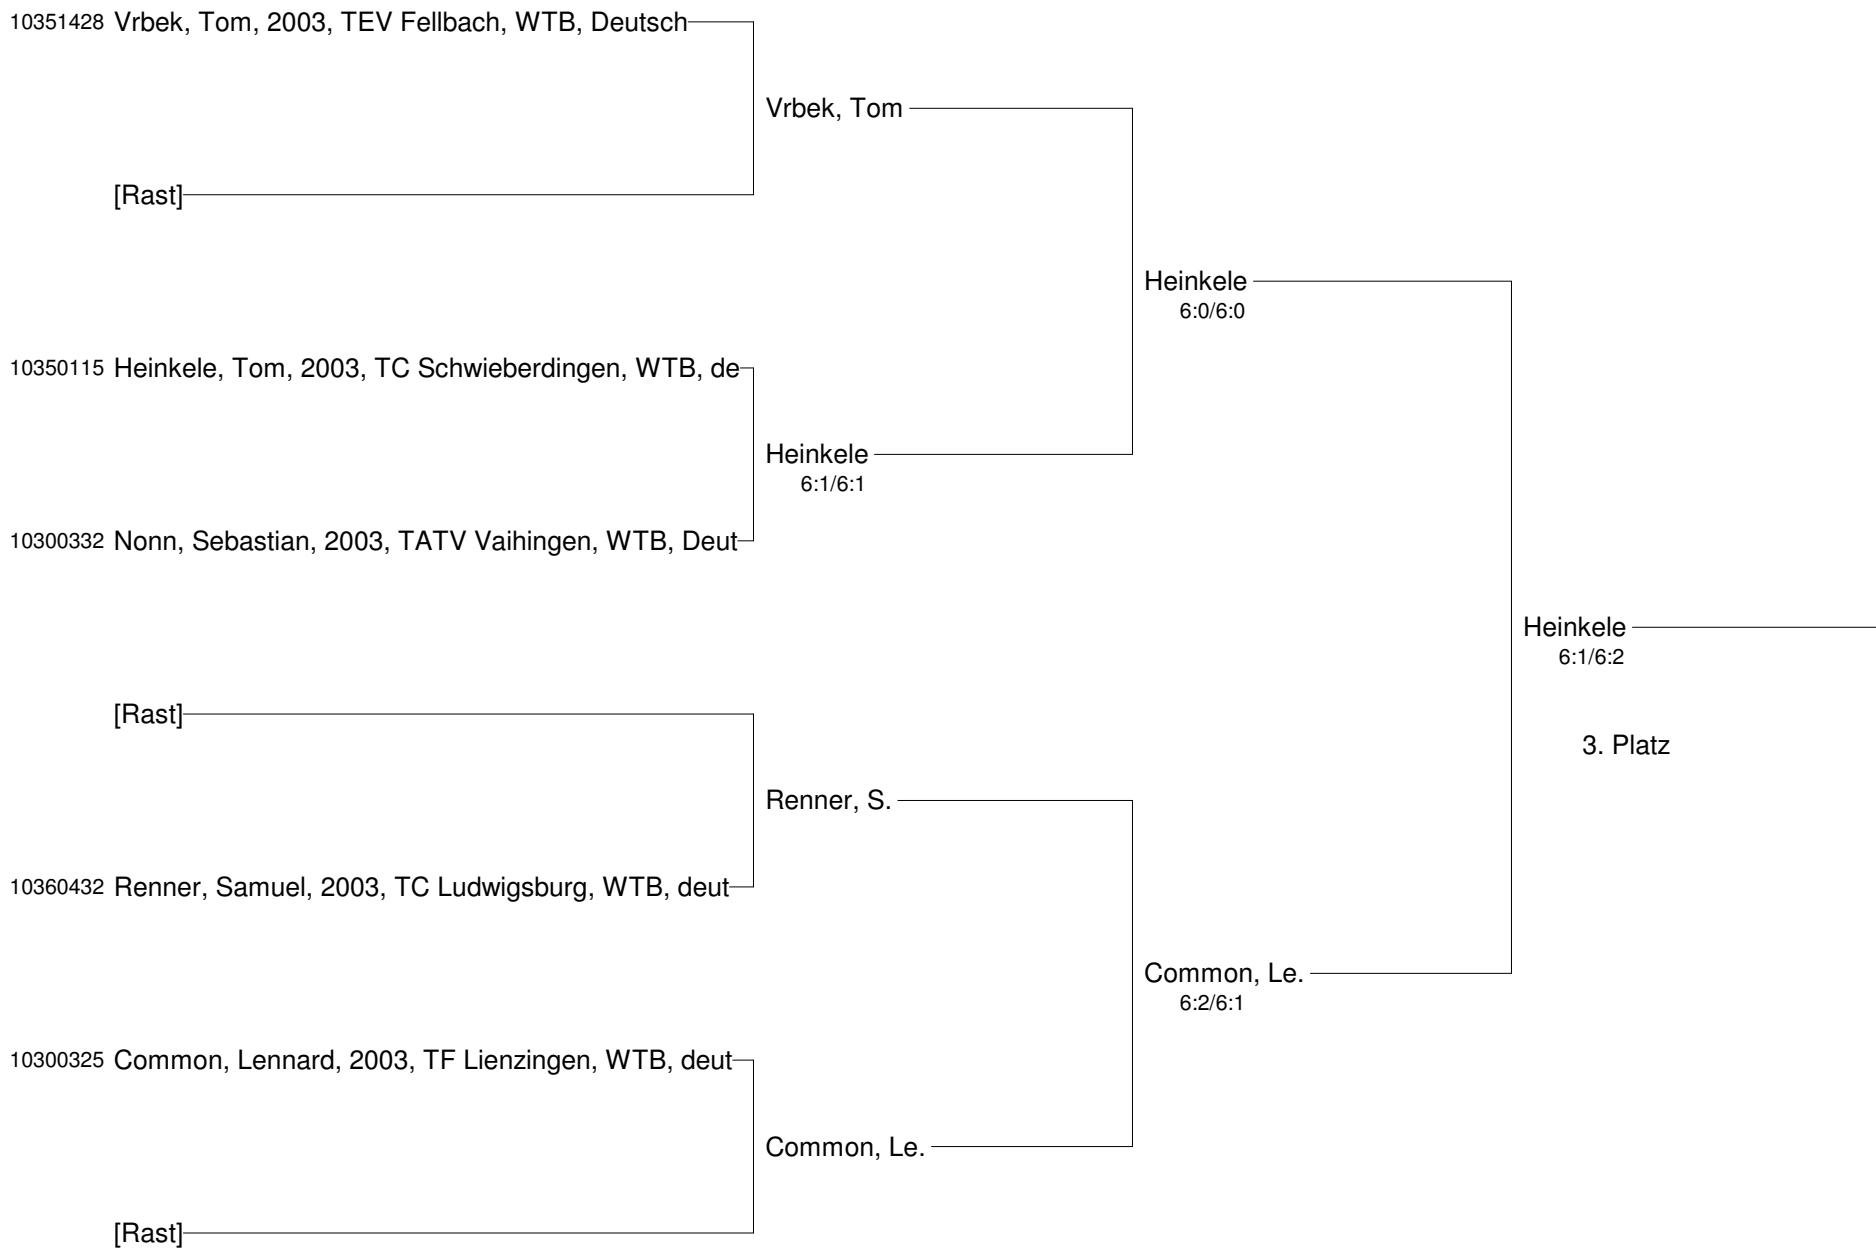 10351428 Vrbek, Tom, 2003, TEV Fellbach, WTB, Deutsch
Vrbek, Tom
[Rast]
Heinkele
6:0/6:0
10350115 Heinkele, Tom, 2003, TC Schwieberdingen, WTB, de
Heinkele
6:1/6:1
10300332 Nonn, Sebastian, 2003, TATV Vaihingen, WTB, Deut
Heinkele
6:1/6:2
[Rast]
3. Platz
Renner, S.
10360432 Renner, Samuel, 2003, TC Ludwigsburg, WTB, deut
Common, Le.
6:2/6:1
10300325 Common, Lennard, 2003, TF Lienzingen, WTB, deut
Common, Le.
[Rast]